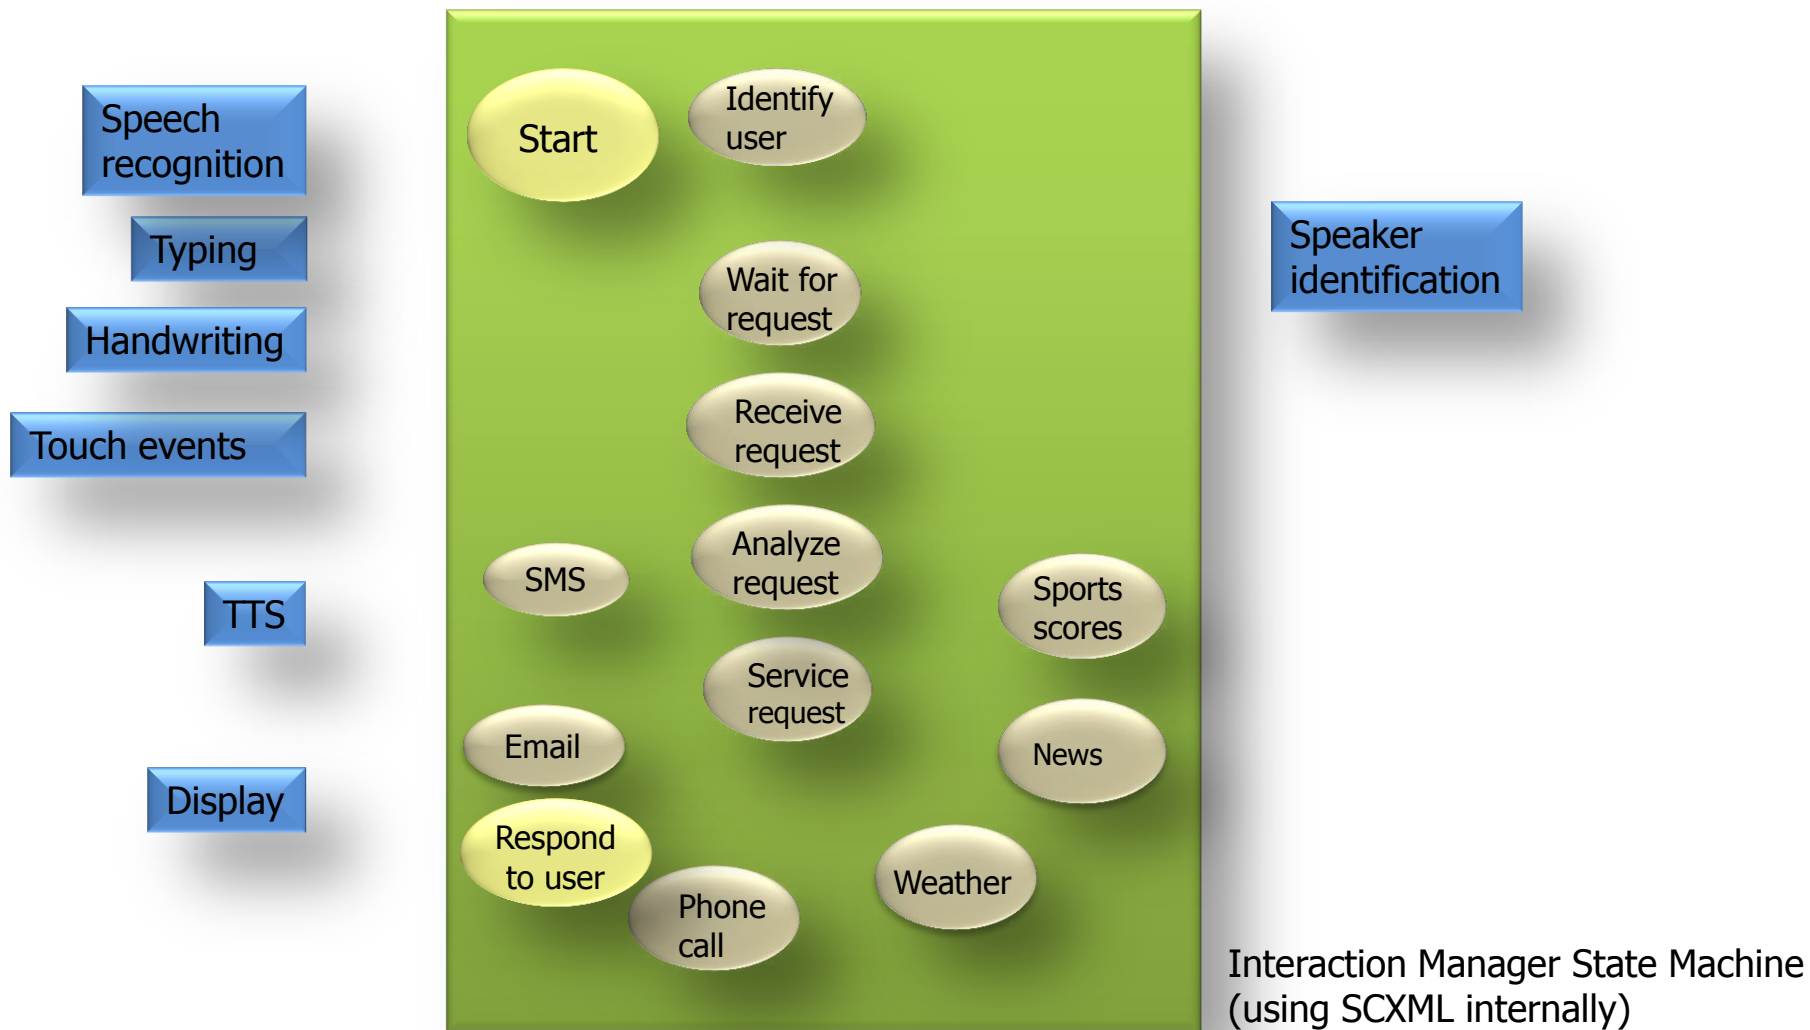 Speech
recognition
Typing
Handwriting
Touch events
TTS
Display
Start
Identify
user
Wait for
request
Receive
request
Analyze
request
Service
request
SMS
Email
Respond
to user
Phone
call
Weather
Sports
scores
News
Speaker
identification
Interaction Manager State Machine
(using SCXML internally)